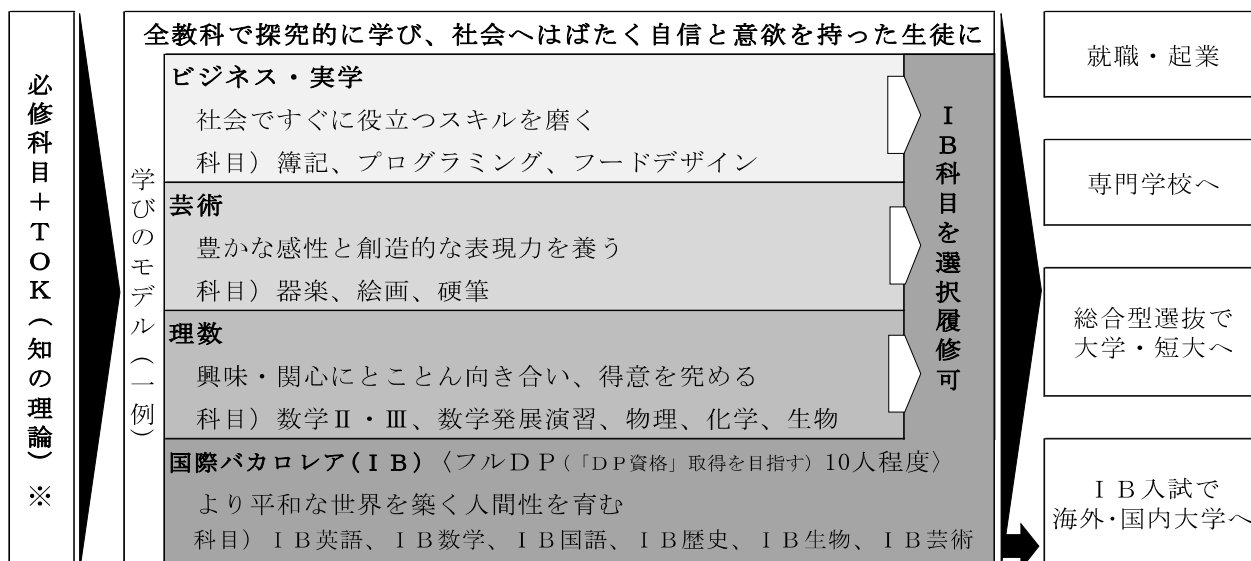 必修科目＋ＴＯＫ（知の理論）※
全教科で探究的に学び、社会へはばたく自信と意欲を持った生徒に
学びのモデル（一例）
ビジネス・実学
社会ですぐに役立つスキルを磨く
科目）簿記、プログラミング、フードデザイン
芸術
豊かな感性と創造的な表現力を養う
科目）器楽、絵画、硬筆
理数
興味・関心にとことん向き合い、得意を究める
科目）数学Ⅱ・Ⅲ、数学発展演習、物理、化学、生物
国際バカロレア（ＩＢ）〈フルＤＰ（「ＤＰ資格」取得を目指す）10人程度〉
より平和な世界を築く人間性を育む
科目）ＩＢ英語、ＩＢ数学、ＩＢ国語、ＩＢ歴史、ＩＢ生物、ＩＢ芸術
ＩＢ科目を選択履修可
就職・起業
専門学校へ
総合型選抜で
大学・短大へ
ＩＢ入試で
海外・国内大学へ